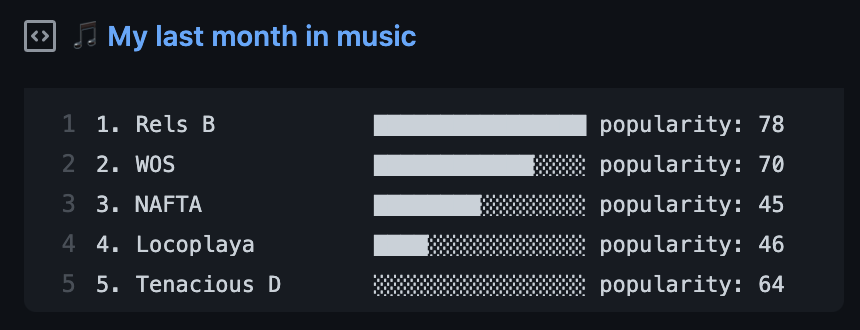 🎵 My last month in music
1 1. Rels B ████████████████ popularity: 78
2 2. WOS ████████████░░░░ popularity: 70
3 3. NAFTA ████████░░░░░░░░ popularity: 45
4 4. Locoplaya ████░░░░░░░░░░░░ popularity: 46
5 5. Tenacious D ░░░░░░░░░░░░░░░░ popularity: 64